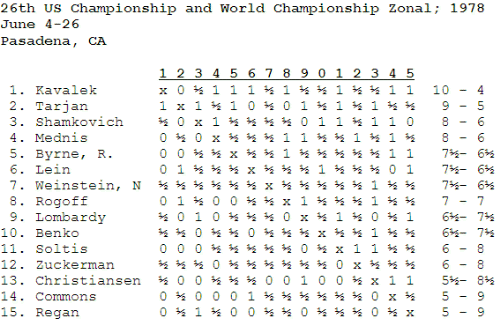 26th US Championship and World Championship Zonal; 1978
June 4-26
Pasadena, CA
1 2 3 4 5 6 7 8 9 0 1 2 3 4 5
1. Kavalek x 0 ½ 1 1 1 ½ 1 ½ ½ 1 ½ ½ 1 1 10 - 4
2. Tarjan 1 x 1 ½ 1 0 ½ 0 1 ½ 1 ½ 1 ½ ½ 9 - 5
3. Shamkovich ½ 0 x 1 ½ ½ ½ ½ 0 1 1 ½ 1 1 0 8 - 6
4. Mednis 0 ½ 0 x ½ ½ ½ 1 1 ½ ½ 1 ½ 1 ½ 8 - 6
5. Byrne, R. 0 0 ½ ½ x ½ ½ 1 ½ ½ ½ ½ ½ 1 1 7½- 6½
6. Lein 0 1 ½ ½ ½ x ½ ½ ½ 1 ½ ½ ½ 0 1 7½- 6½
7. Weinstein, N ½ ½ ½ ½ ½ ½ x ½ ½ ½ ½ ½ 1 ½ ½ 7½- 6½
8. Rogoff 0 1 ½ 0 0 ½ ½ x 1 ½ ½ ½ 1 ½ ½ 7 - 7
9. Lombardy ½ 0 1 0 ½ ½ ½ 0 x ½ 1 ½ 0 ½ 1 6½- 7½
10. Benko ½ ½ 0 ½ ½ 0 ½ ½ ½ x ½ ½ 1 ½ ½ 6½- 7½
11. Soltis 0 0 0 ½ ½ ½ ½ ½ 0 ½ x 1 1 ½ ½ 6 - 8
12. Zuckerman ½ ½ ½ 0 ½ ½ ½ ½ ½ ½ 0 x ½ ½ ½ 6 - 8
13. Christiansen ½ 0 0 ½ ½ ½ 0 0 1 0 0 ½ x 1 1 5½- 8½
14. Commons 0 ½ 0 0 0 1 ½ ½ ½ ½ ½ ½ 0 x ½ 5 - 9
15. Regan 0 ½ 1 ½ 0 0 ½ ½ 0 ½ ½ ½ 0 ½ x 5 - 9